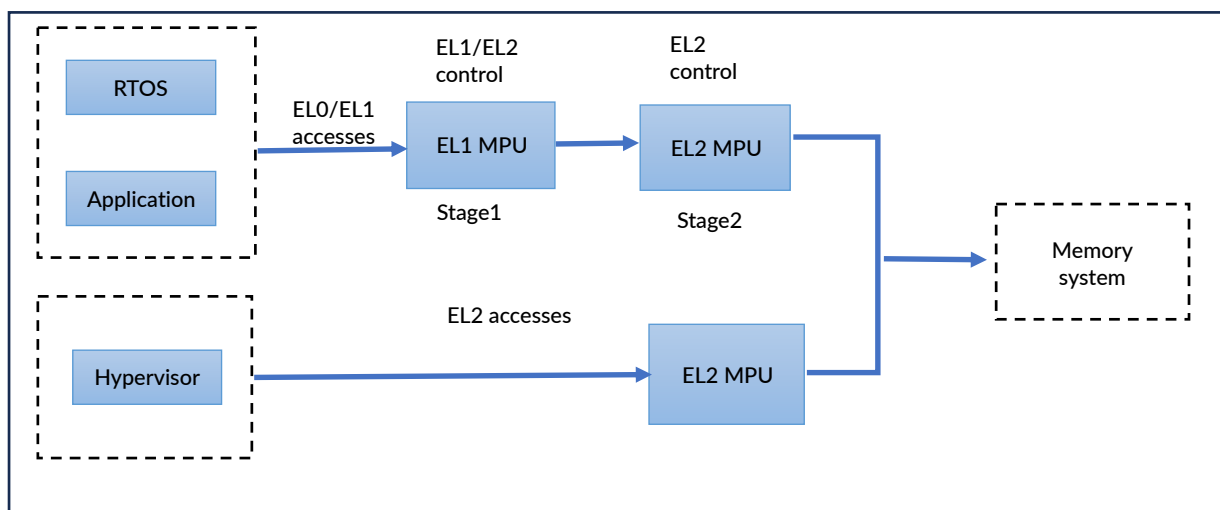 RTOS
Application
EL0/EL1
accesses
EL1/EL2
control
EL1 MPU
Stage1
EL2
control
EL2 MPU
Stage2
Memory
system
Hypervisor
EL2 accesses
EL2 MPU